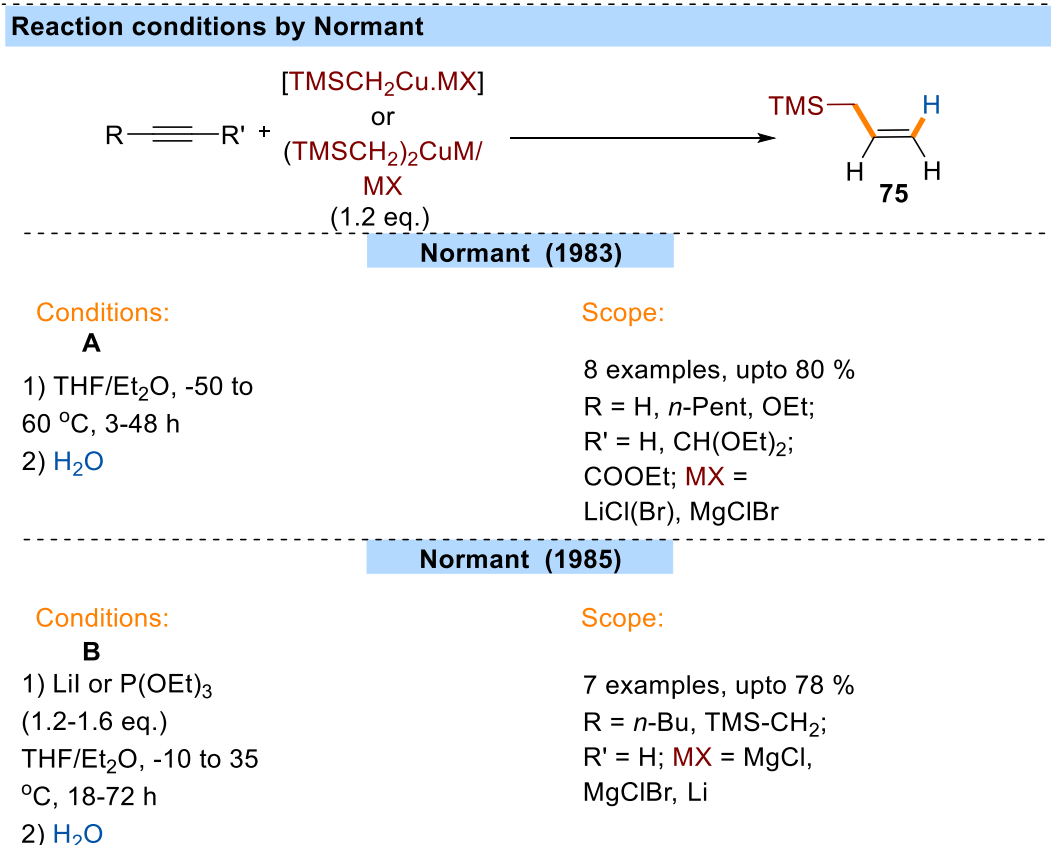 Reaction conditions by Normant
[TMSCH₂Cu.MX]
or
(TMSCH₂)₂CuM/
MX
(1.2 eq.)
R
R'
+
TMS
H
H
H
75
Normant (1983)
Conditions:
A
1) THF/Et₂O, -50 to
60 ºC, 3-48 h
2) H₂O
Scope:
8 examples, upto 80 %
R = H, n-Pent, OEt;
R' = H, CH(OEt)₂;
COOEt; MX =
LiCl(Br), MgClBr
Normant (1985)
Conditions:
B
1) LiI or P(OEt)₃
(1.2-1.6 eq.)
THF/Et₂O, -10 to 35
ºC, 18-72 h
2) H₂O
Scope:
7 examples, upto 78 %
R = n-Bu, TMS-CH₂;
R' = H; MX = MgCl,
MgClBr, Li